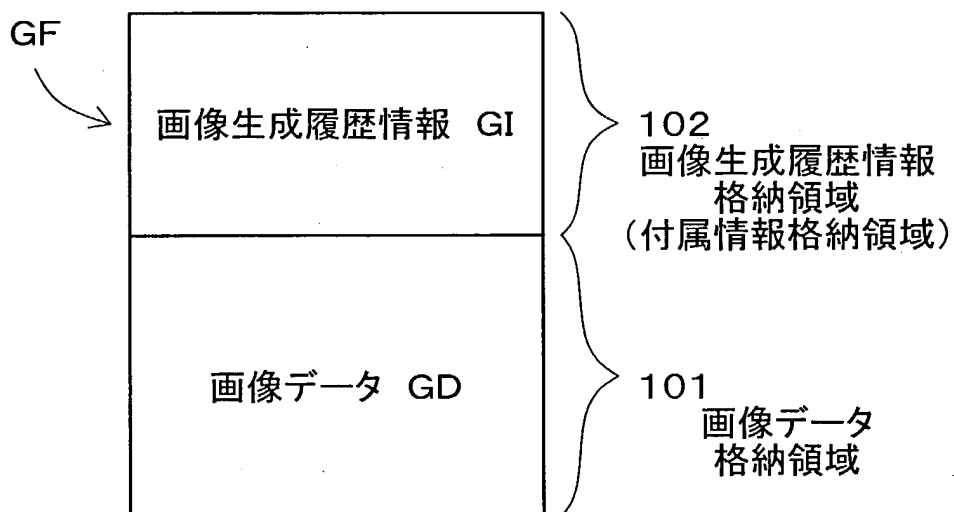 GF
画像生成履歴情報 GI
102
画像生成履歴情報
格納領域
(付属情報格納領域)
画像データ GD
101
画像データ
格納領域